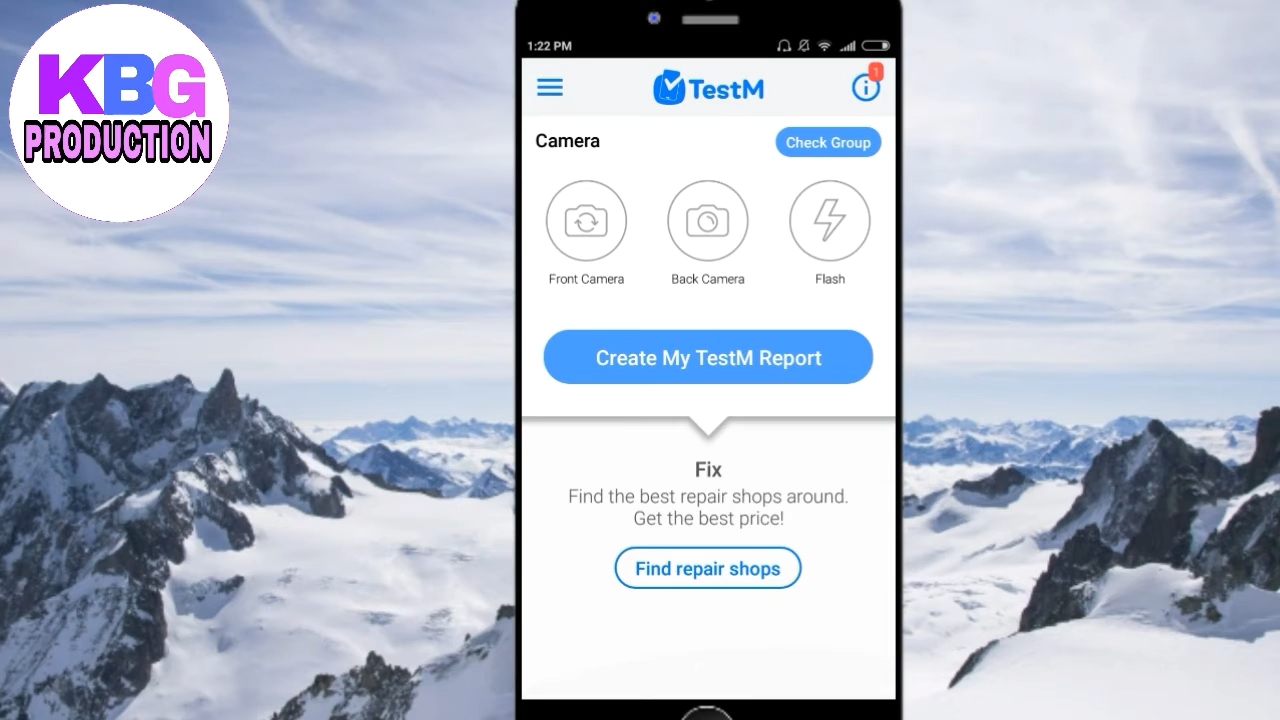 KBG
PRODUCTION
1:22 PM
TestM
1
Camera
Check Group
Front Camera
Back Camera
Flash
Create My TestM Report
Fix
Find the best repair shops around.
Get the best price!
Find repair shops